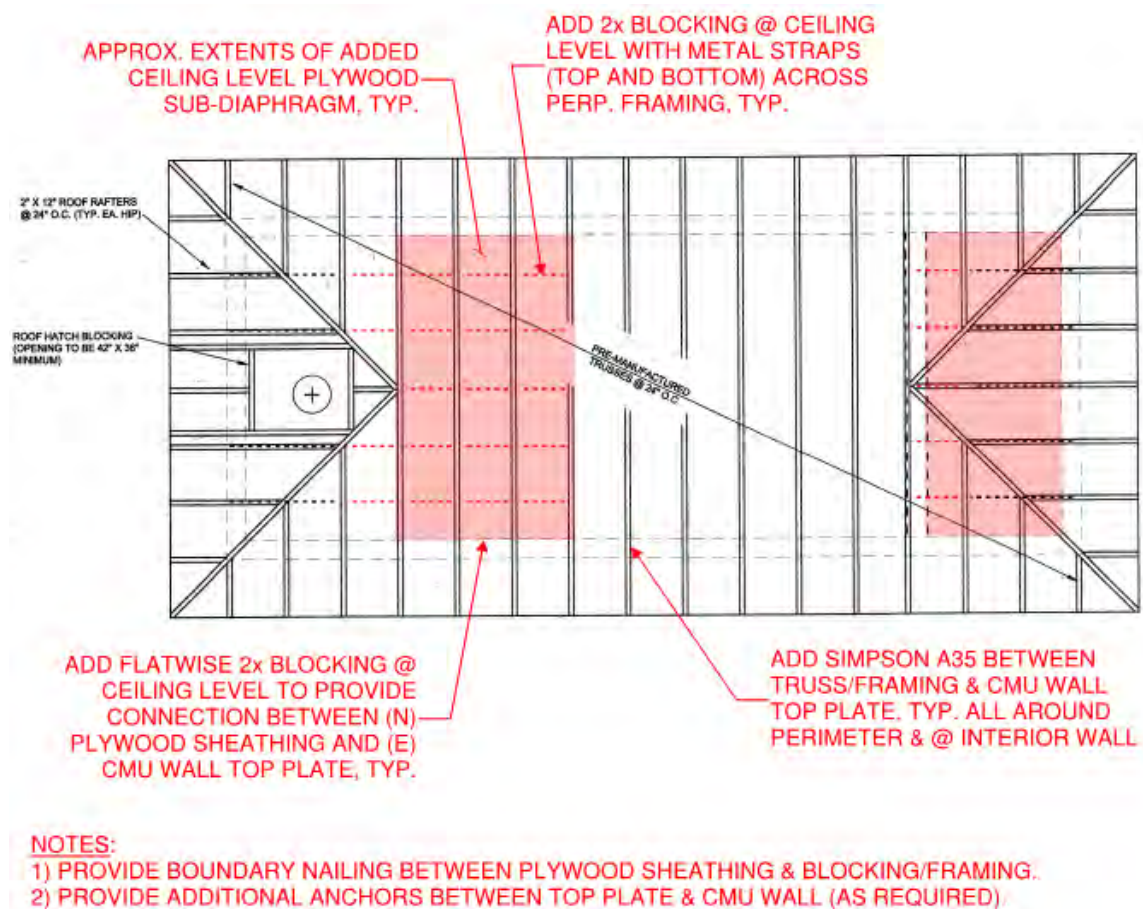 APPROX. EXTENTS OF ADDED
CEILING LEVEL PLYWOOD
SUB-DIAPHRAGM, TYP.
ADD 2x BLOCKING @ CEILING
LEVEL WITH METAL STRAPS
(TOP AND BOTTOM) ACROSS
PERP. FRAMING, TYP.
2" X 12" ROOF RAFTERS
@ 24" O.C. (TYP. EA. HIP)
ROOF HATCH BLOCKING
(OPENING TO BE 42" X 36"
MINIMUM)
PRE-MANUFACTURED
TRUSSES @ 24" O.C.
ADD FLATWISE 2x BLOCKING @
CEILING LEVEL TO PROVIDE
CONNECTION BETWEEN (N)
PLYWOOD SHEATHING AND (E)
CMU WALL TOP PLATE, TYP.
ADD SIMPSON A35 BETWEEN
TRUSS/FRAMING & CMU WALL
TOP PLATE, TYP. ALL AROUND
PERIMETER & @ INTERIOR WALL
NOTES:
1) PROVIDE BOUNDARY NAILING BETWEEN PLYWOOD SHEATHING & BLOCKING/FRAMING.
2) PROVIDE ADDITIONAL ANCHORS BETWEEN TOP PLATE & CMU WALL (AS REQUIRED)